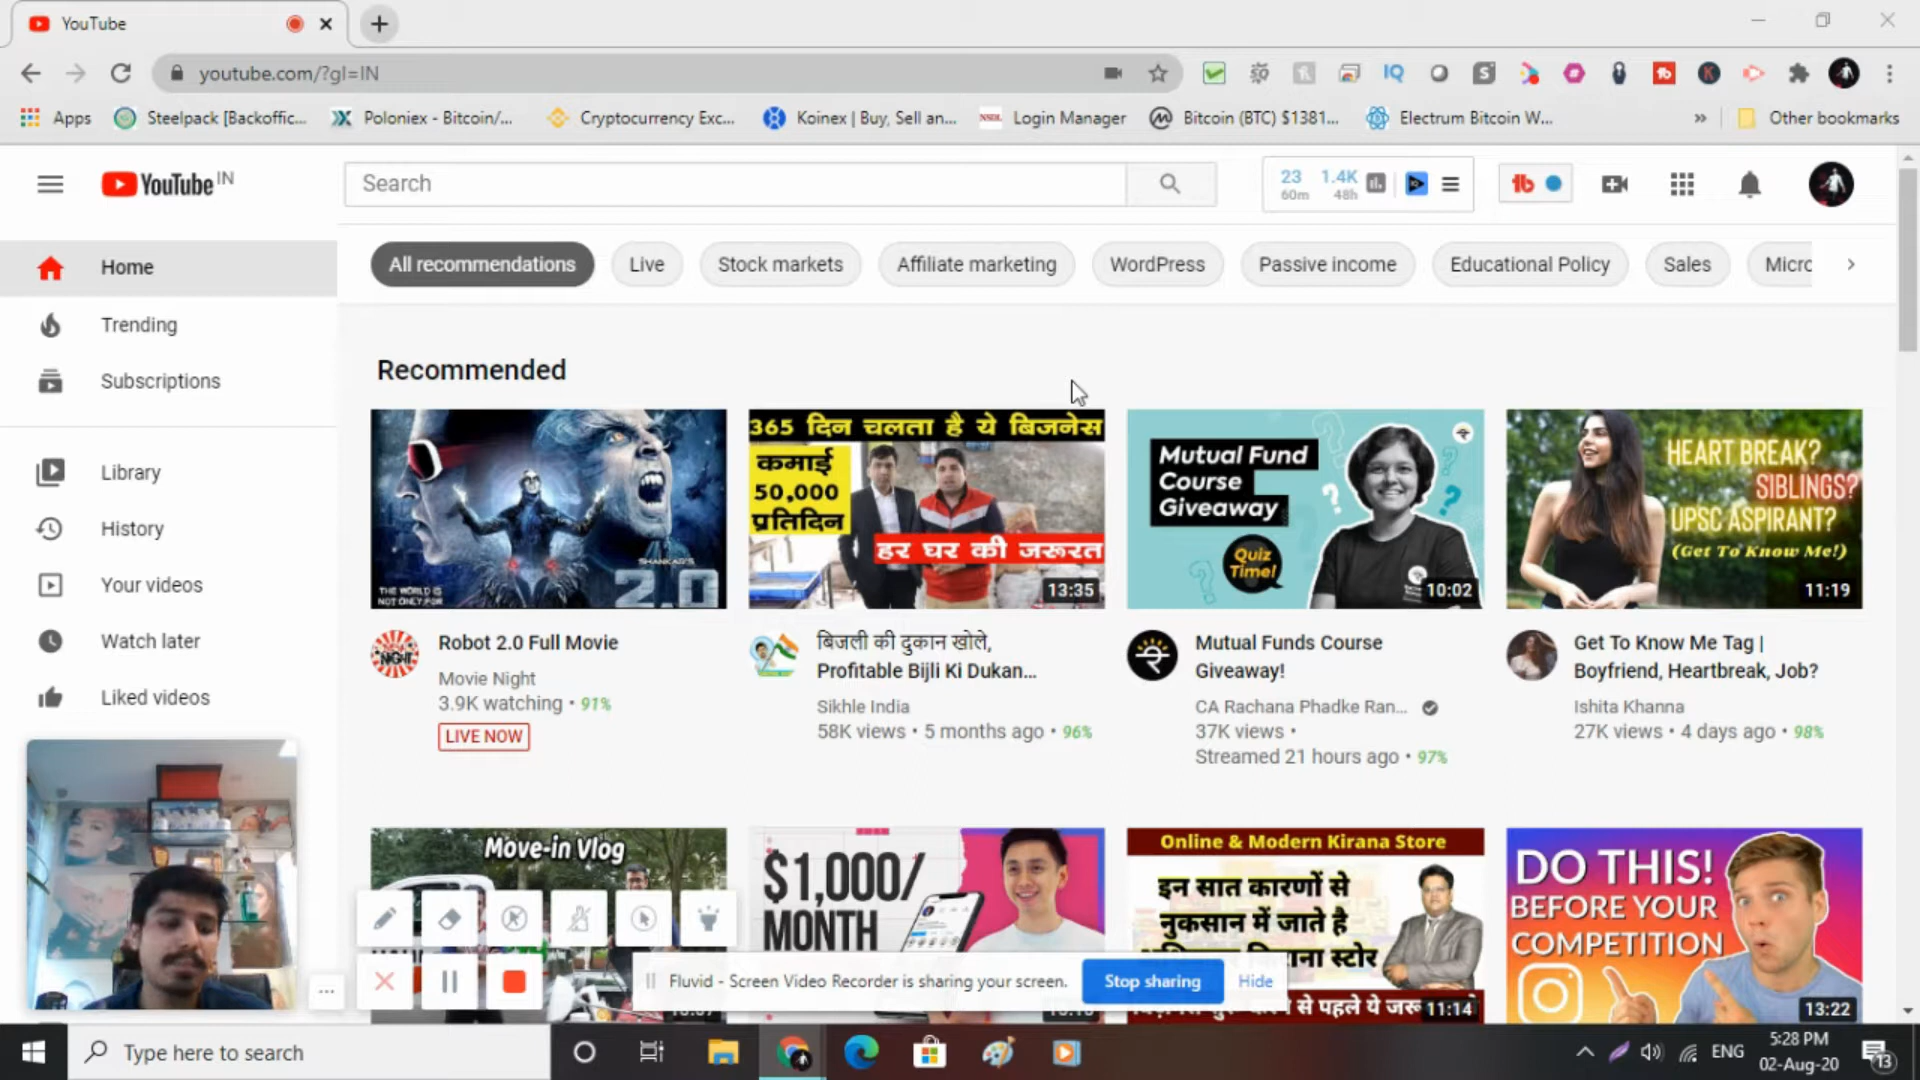 YouTube
youtube.com/?gl=IN
Apps
Steelpack [Backoffic...
Poloniex - Bitcoin/...
Cryptocurrency Exc...
Koinex | Buy, Sell an...
Login Manager
Bitcoin (BTC) $1381...
Electrum Bitcoin W...
Other bookmarks
YouTube IN
Search
23
60m
1.4K
48h
Home
Trending
Subscriptions
Library
History
Your videos
Watch later
Liked videos
All recommendations
Live
Stock markets
Affiliate marketing
WordPress
Passive income
Educational Policy
Sales
Micro
Recommended
SHANKAR'S
2.0
THE WORLD IS
NOT ONLY FOR
Robot 2.0 Full Movie
Movie Night
3.9K watching • 91%
LIVE NOW
365 दिन चलता है ये बिजनेस
कमाई
50,000
प्रतिदिन
हर घर की जरूरत
13:35
बिजली की दुकान खोले,
Profitable Bijli Ki Dukan...
Sikhle India
58K views • 5 months ago • 96%
Mutual Fund
Course
Giveaway
Quiz
Time!
10:02
Mutual Funds Course
Giveaway!
CA Rachana Phadke Ran...
37K views •
Streamed 21 hours ago • 97%
HEART BREAK?
SIBLINGS?
UPSC ASPIRANT?
(Get To Know Me!)
11:19
Get To Know Me Tag |
Boyfriend, Heartbreak, Job?
Ishita Khanna
27K views • 4 days ago • 98%
Move-in Vlog
$1,000/
MONTH
Online & Modern Kirana Store
इन सात कारणों से
नुकसान में जाते है
स्टोर
से पहले ये
11:14
DO THIS!
BEFORE YOUR
COMPETITION
13:22
Fluvid - Screen Video Recorder is sharing your screen.
Stop sharing
Hide
Type here to search
ENG
5:28 PM
02-Aug-20
13